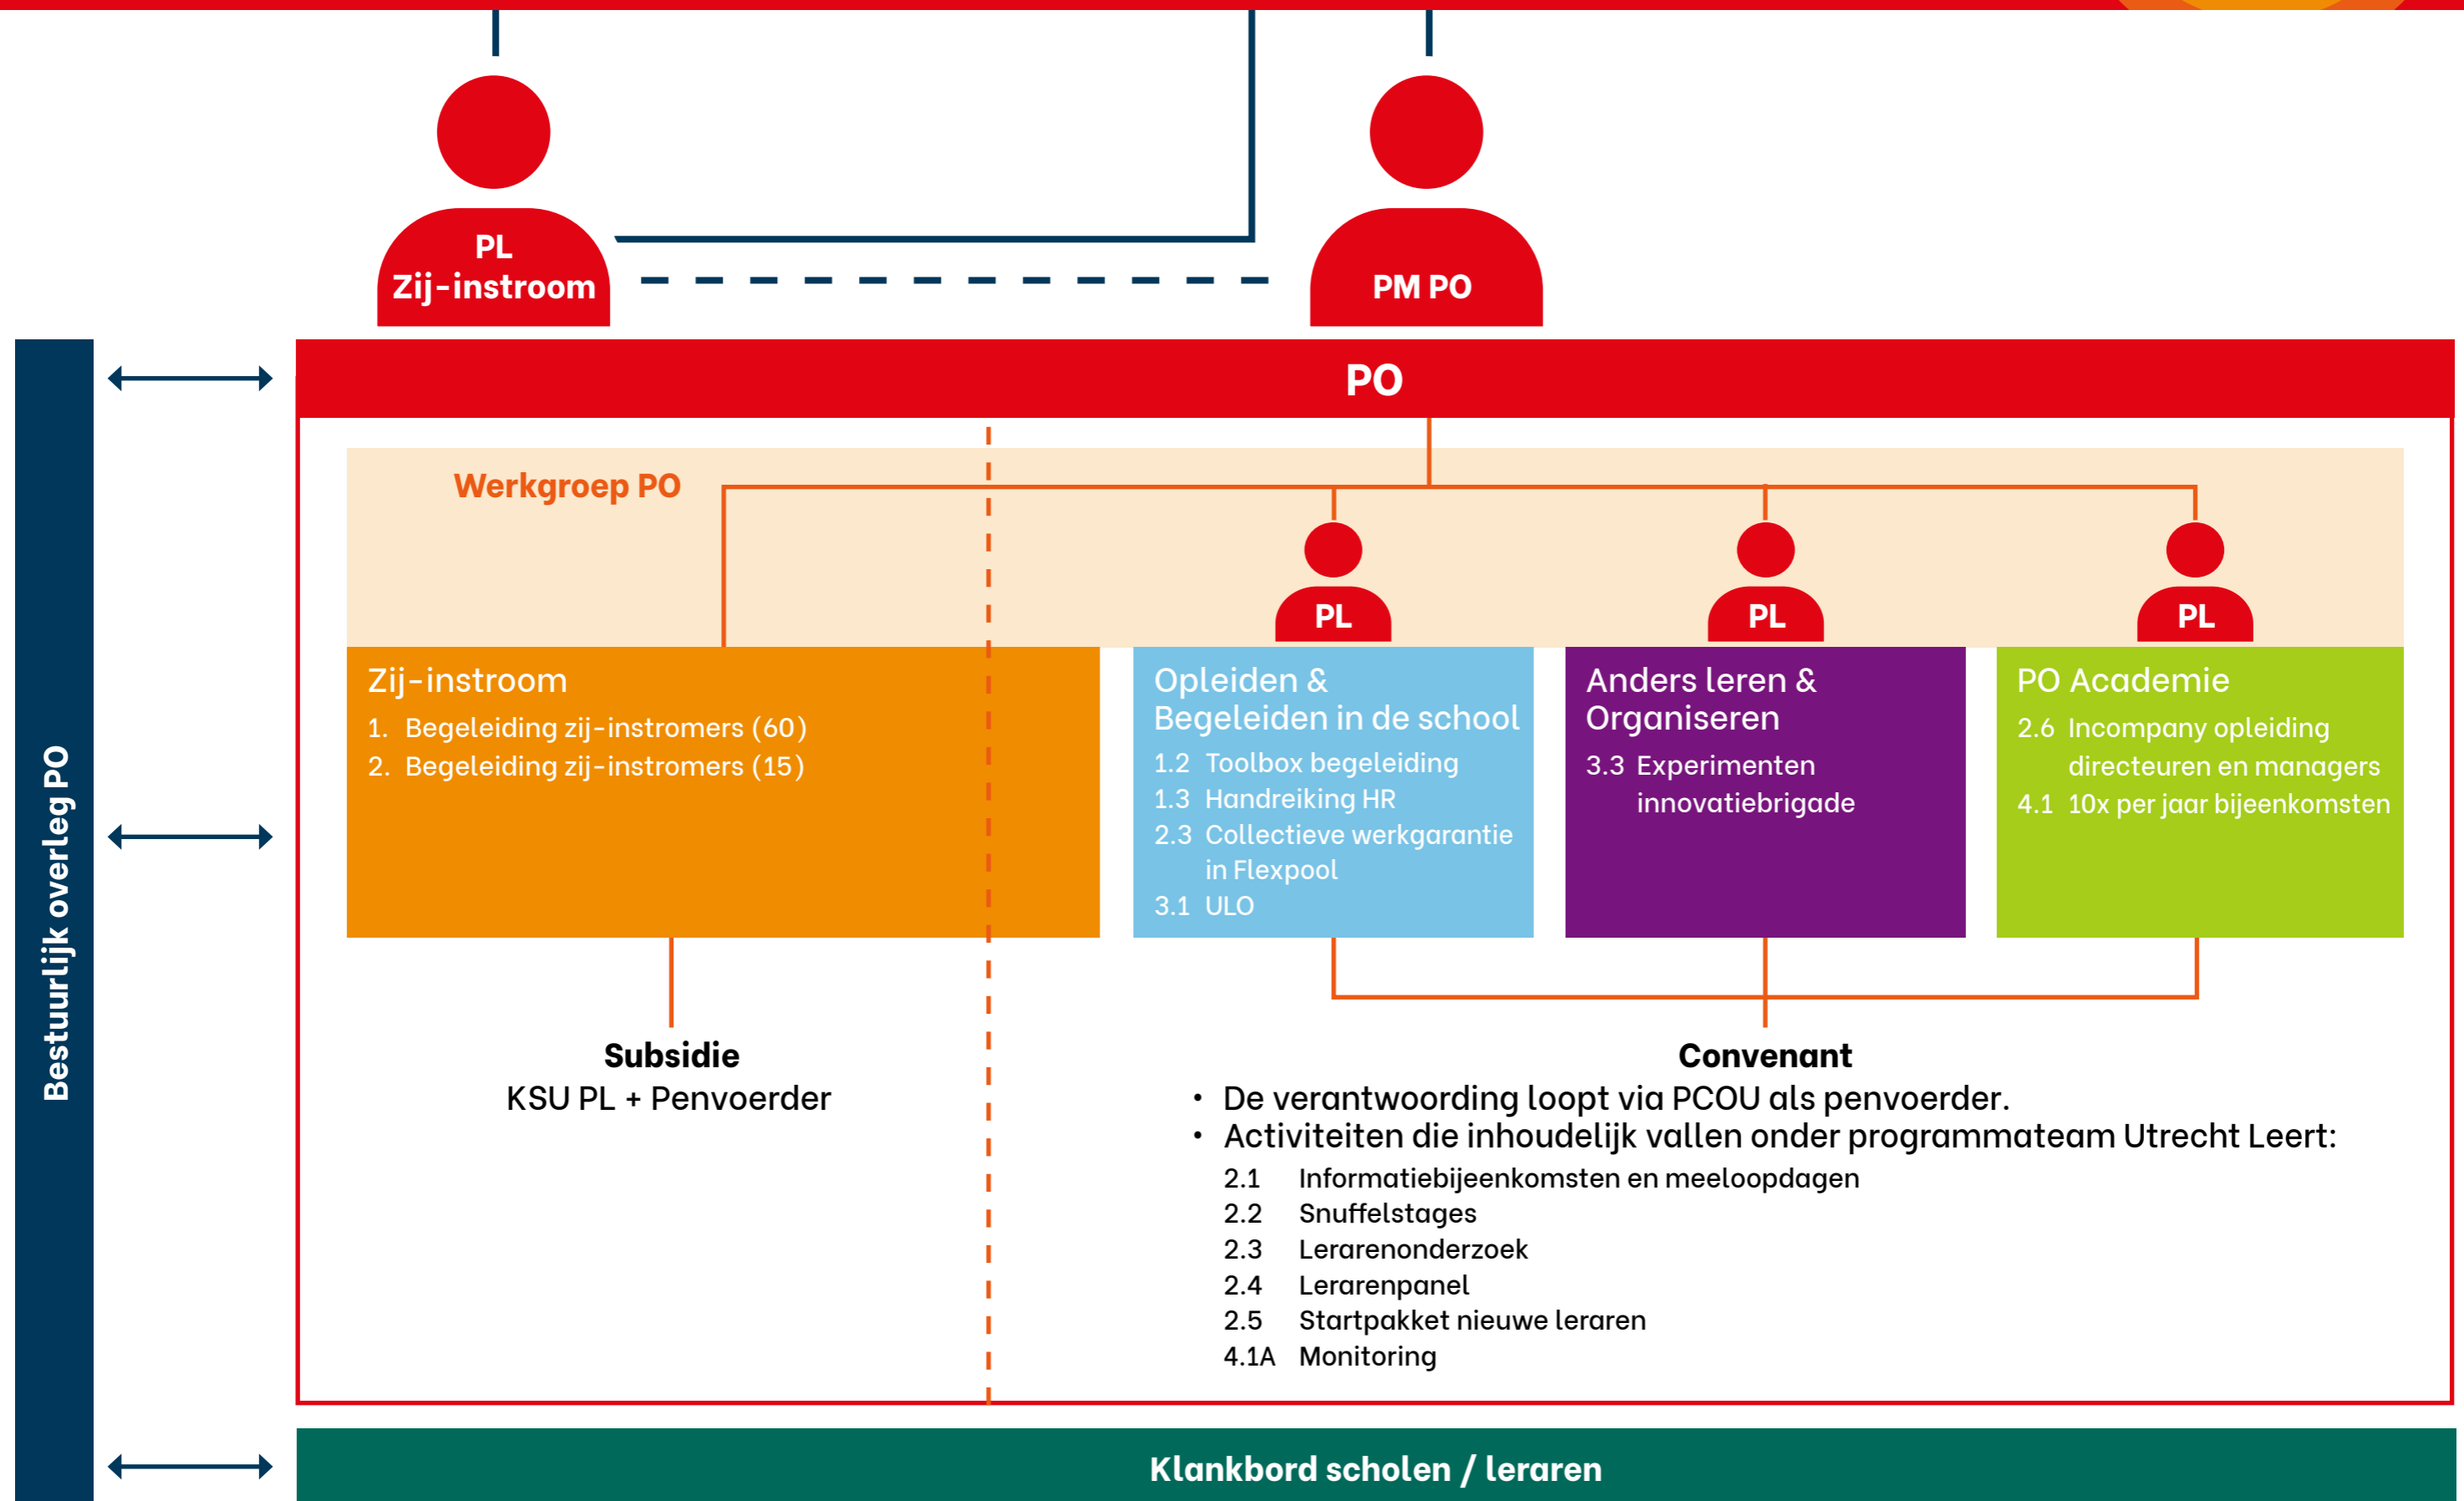 PL
Zij-instroom
PM PO
PO
Bestuurlijk overleg PO
Werkgroep PO
PL
PL
PL
Zij-instroom
1. Begeleiding zij-instromers (60)
2. Begeleiding zij-instromers (15)
Opleiden &
Begeleiden in de school
1.2 Toolbox begeleiding
1.3 Handreiking HR
2.3 Collectieve werkgarantie
in Flexpool
3.1 ULO
Anders leren &
Organiseren
3.3 Experimenten
innovatiebrigade
PO Academie
2.6 Incompany opleiding
directeuren en managers
4.1 10x per jaar bijeenkomsten
Subsidie
KSU PL + Penvoerder
Convenant
• De verantwoording loopt via PCOU als penvoerder.
• Activiteiten die inhoudelijk vallen onder programmateam Utrecht Leert:
2.1 Informatiebijeenkomsten en meeloopdagen
2.2 Snuffelstages
2.3 Lerarenonderzoek
2.4 Lerarenpanel
2.5 Startpakket nieuwe leraren
4.1A Monitoring
Klankbord scholen / leraren